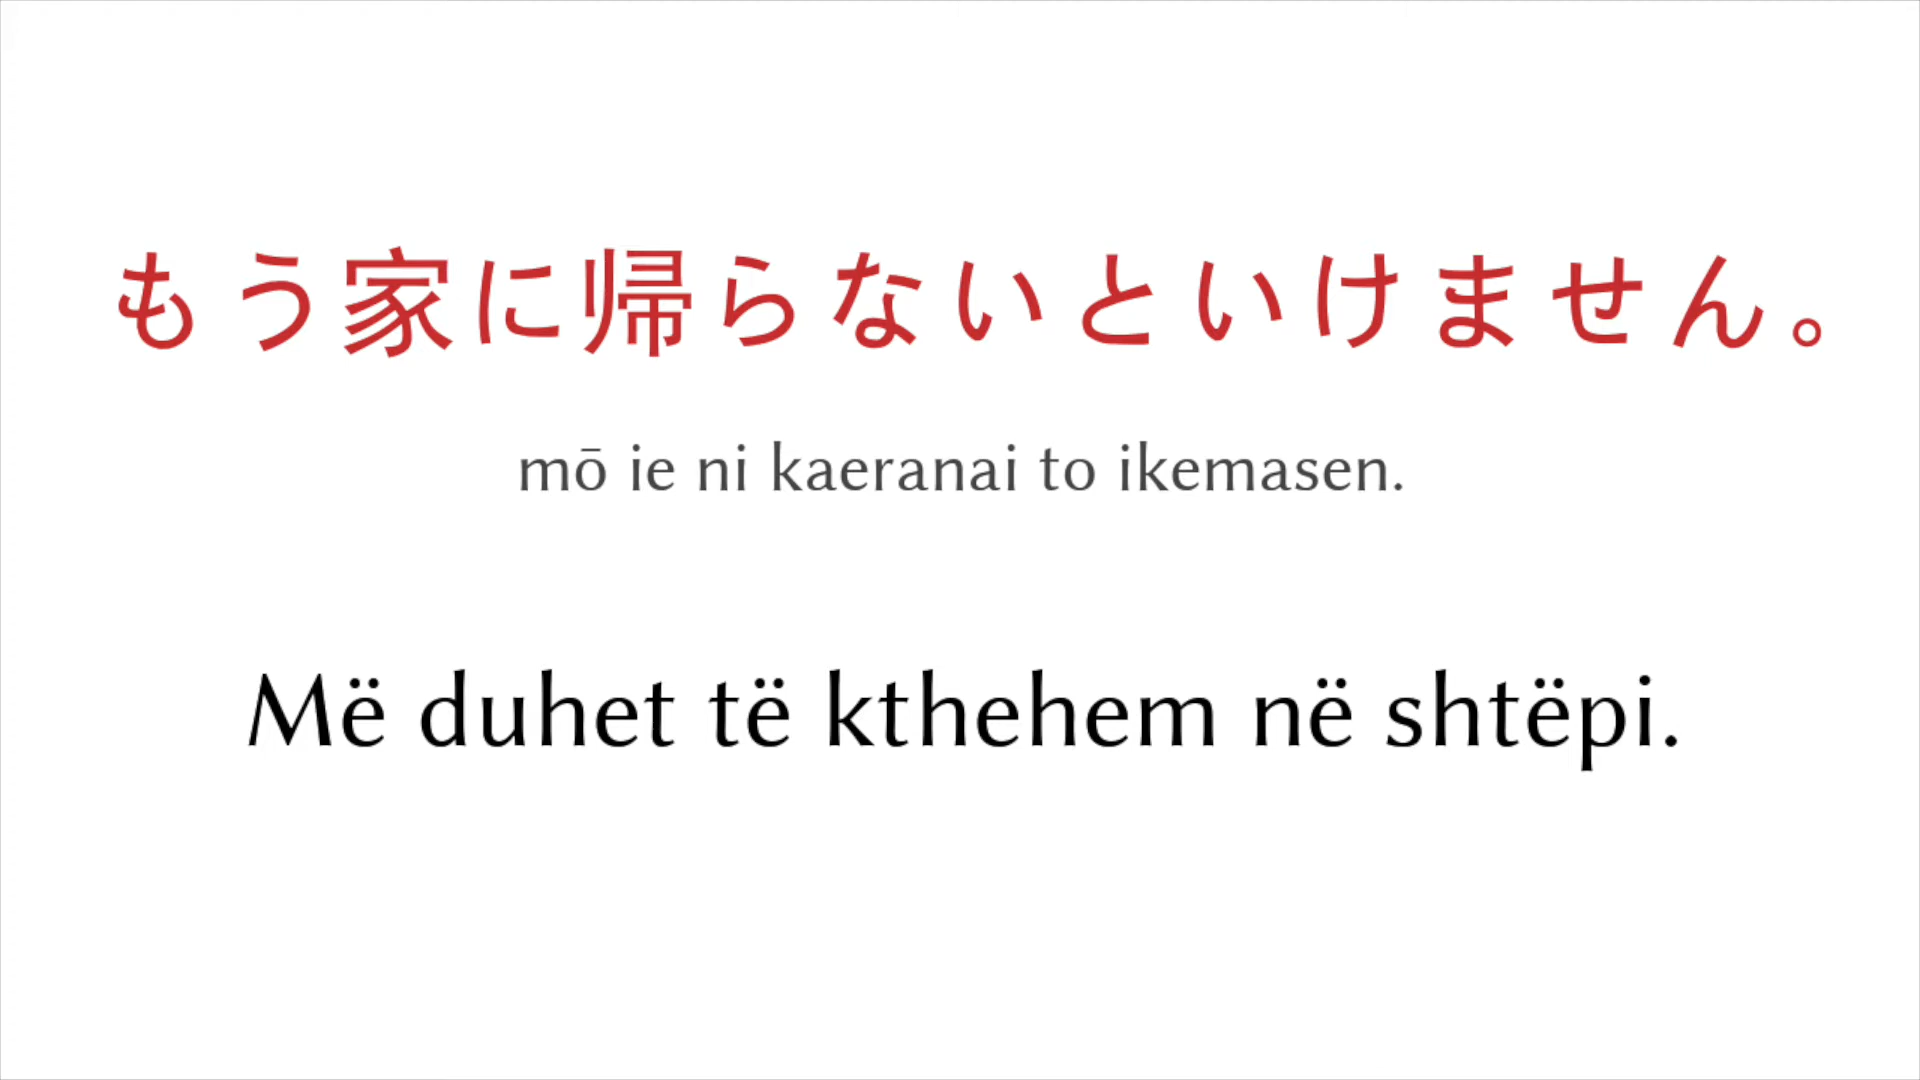 もう家に帰らないといけません。
mō ie ni kaeranai to ikemasen.
Më duhet të kthehem në shtëpi.